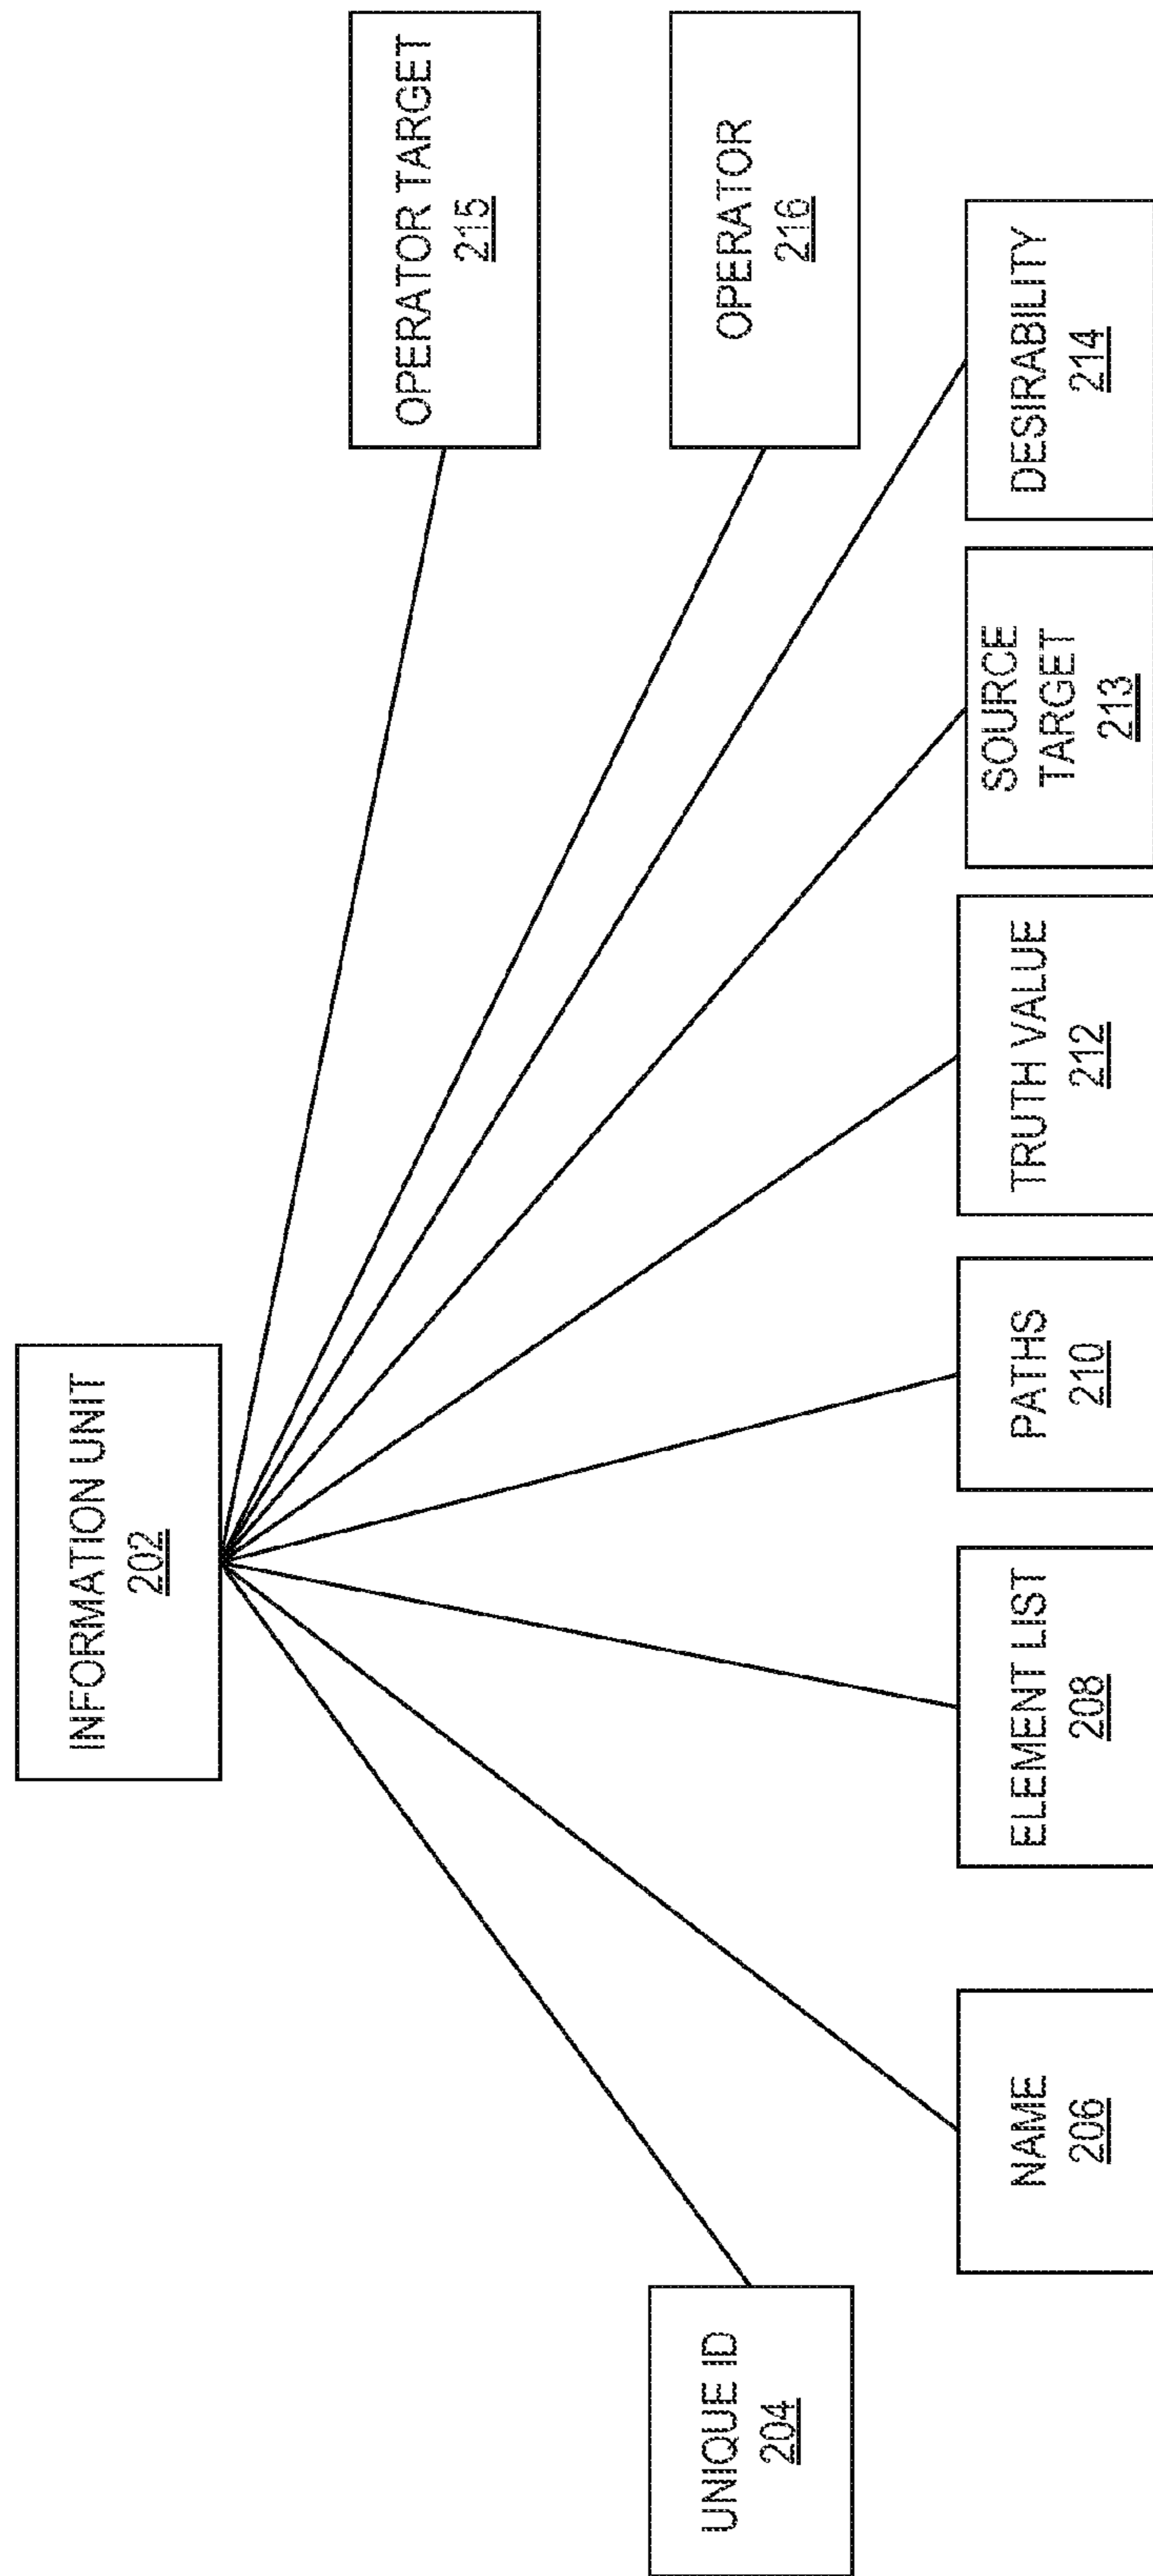 INFORMATION UNIT
202
OPERATOR TARGET
215
OPERATOR
216
UNIQUE ID
204
NAME
206
ELEMENT LIST
208
PATHS
210
TRUTH VALUE
212
SOURCE
TARGET
213
DESIRABILITY
214